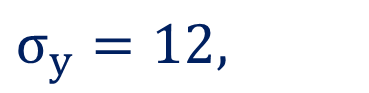 σy = 12,